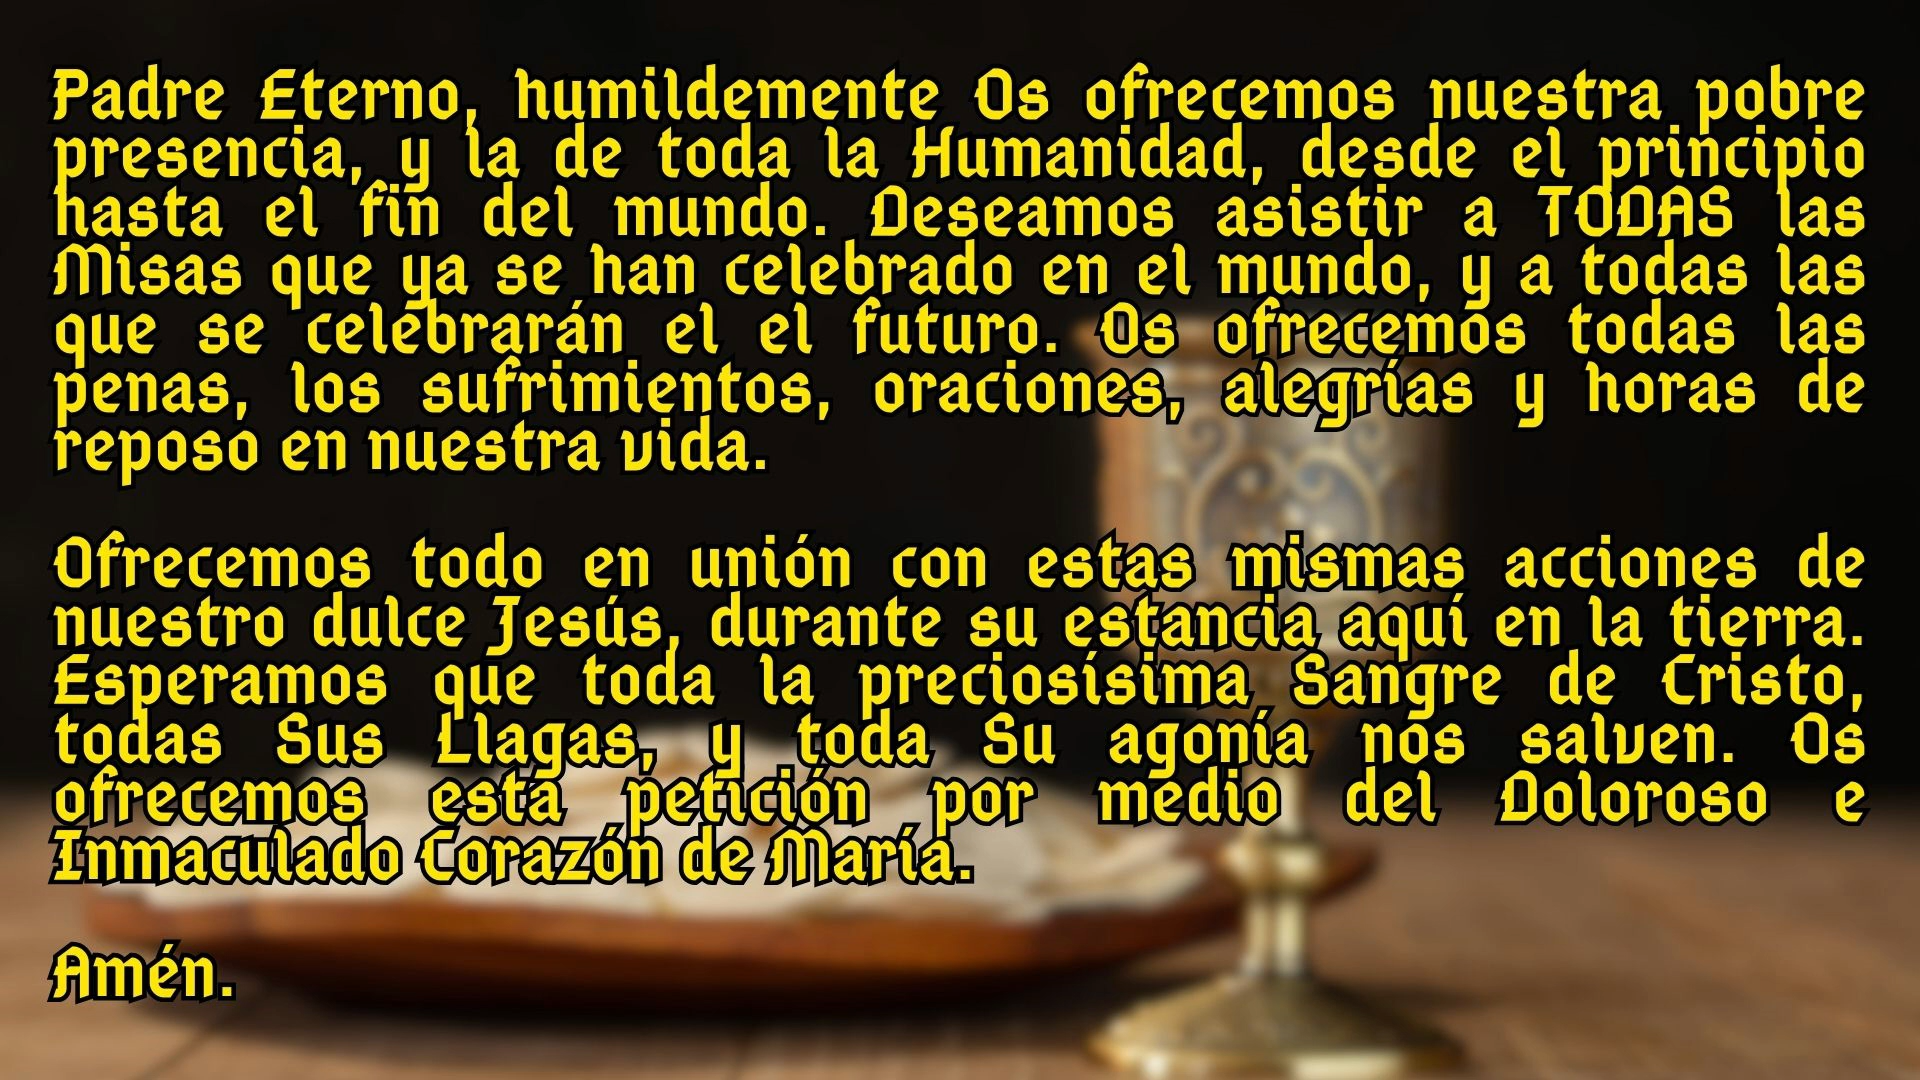 Padre Eterno, humildemente Os ofrecemos nuestra pobre
presencia, y la de toda la Humanidad, desde el principio
hasta el fin del mundo. Deseamos asistir a TODAS las
Misas que ya se han celebrado en el mundo, y a todas las
que se celebrarán el el futuro. Os ofrecemos todas las
penas, los sufrimientos, oraciones, alegrías y horas de
reposo en nuestra vida.
Ofrecemos todo en unión con estas mismas acciones de
nuestro dulce Jesús, durante su estancia aquí en la tierra.
Esperamos que toda la preciosísima Sangre de Cristo,
todas Sus Llagas, y toda Su agonía nos salven. Os
ofrecemos esta petición por medio del Doloroso e
Inmaculado Corazón de María.
Amén.